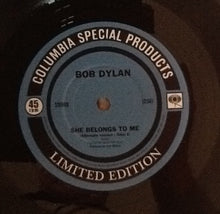 COLUMBIA SPECIAL PRODUCTS
BOB DYLAN
45
SHE BELONGS TO ME
LIMITED EDITION